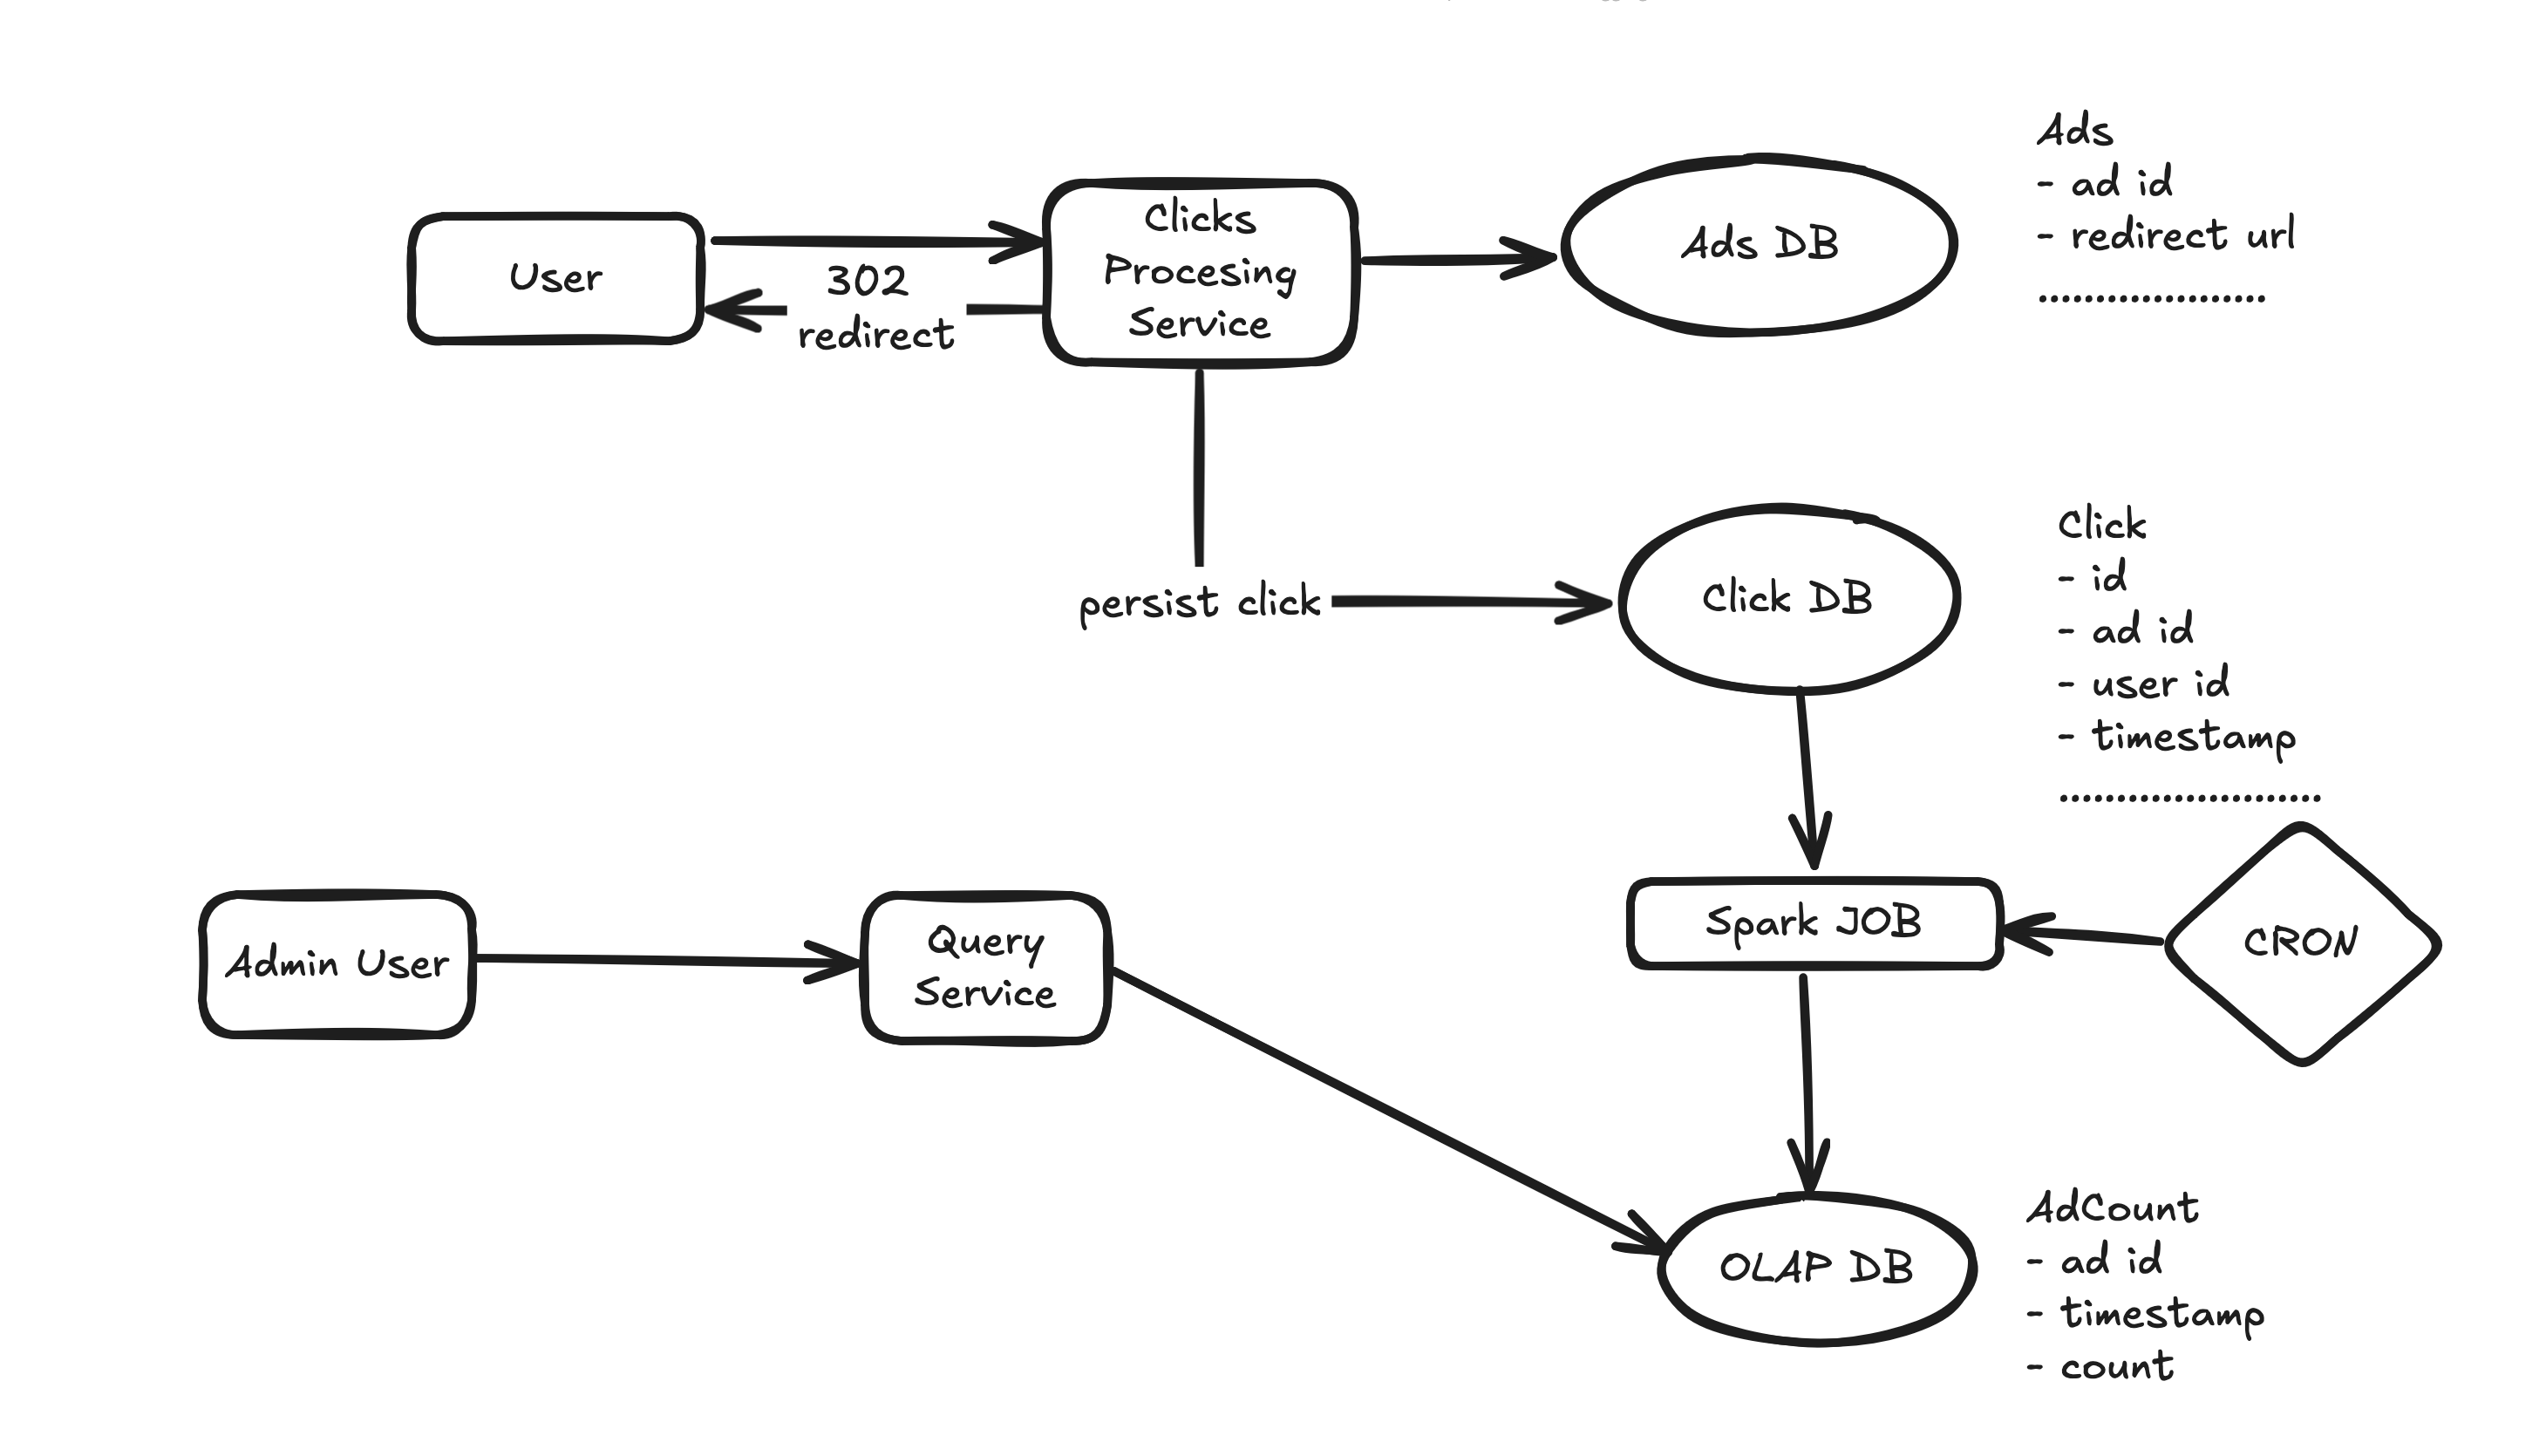 User
302
redirect
Clicks
Procesing
Service
Ads DB
Ads
- ad id
- redirect url
persist click
Click DB
Click
- id
- ad id
- user id
- timestamp
Admin User
Query
Service
Spark JOB
CRON
OLAP DB
AdCount
- ad id
- timestamp
- count